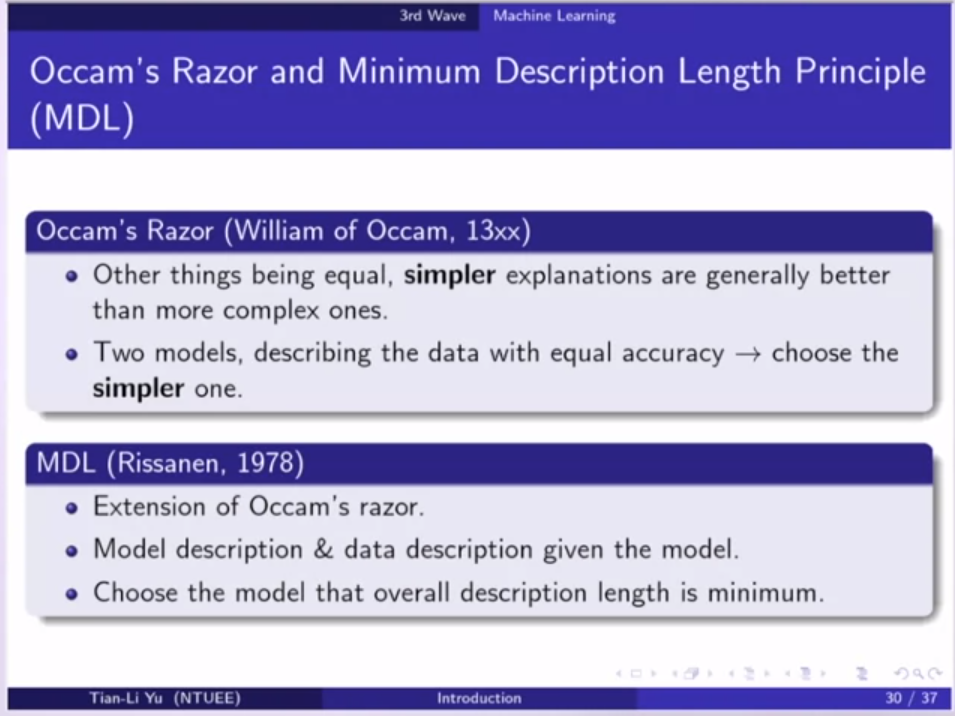 3rd Wave Machine Learning
Occam's Razor and Minimum Description Length Principle
(MDL)
Occam's Razor (William of Occam, 13xx)
Other things being equal, simpler explanations are generally better
than more complex ones.
Two models, describing the data with equal accuracy → choose the
simpler one.
MDL (Rissanen, 1978)
Extension of Occam's razor.
Model description & data description given the model.
Choose the model that overall description length is minimum.
Tian-Li Yu (NTUEE) Introduction 30 / 37